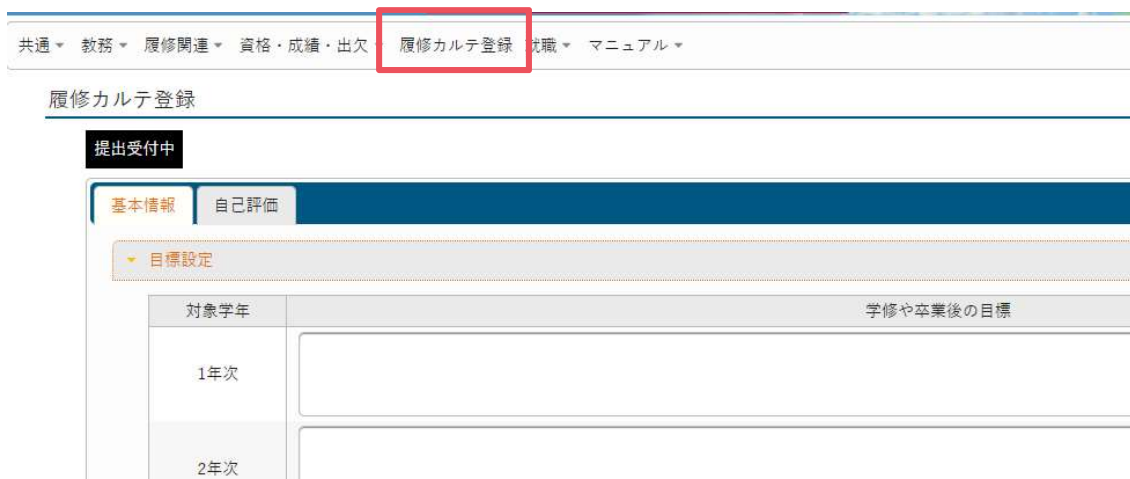 共通 教務 履修関連 資格・成績・出欠 履修カルテ登録 就職 マニュアル
履修カルテ登録
提出受付中
基本情報 自己評価
目標設定
対象学年 学修や卒業後の目標
1年次
2年次